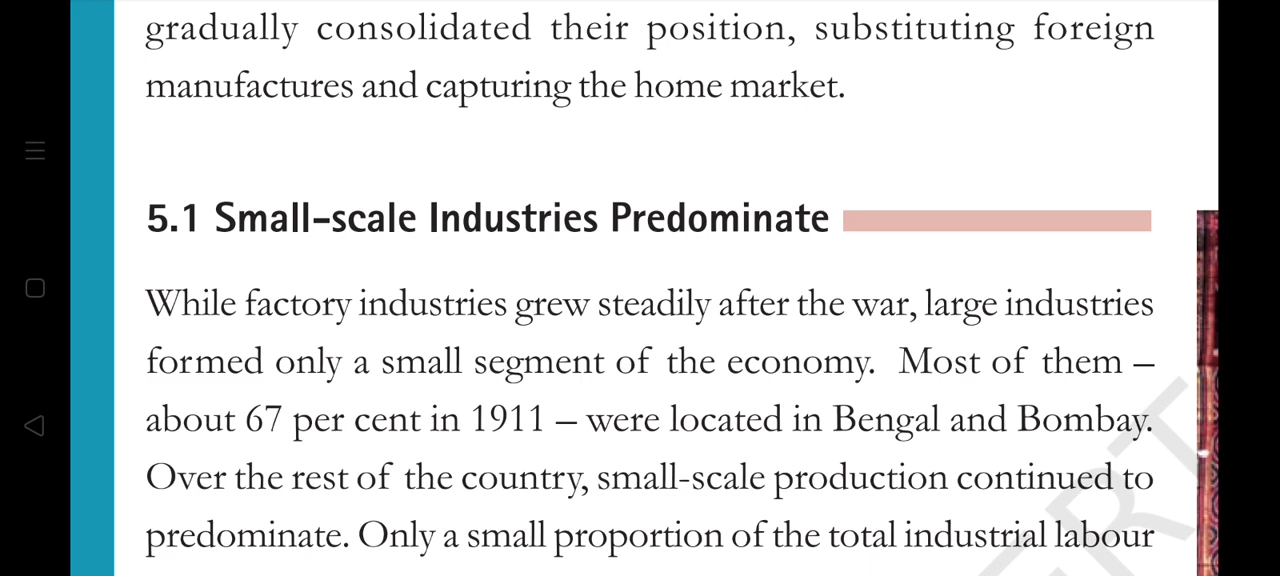 gradually consolidated their position, substituting foreign
manufactures and capturing the home market.
5.1 Small-scale Industries Predominate
While factory industries grew steadily after the war, large industries
formed only a small segment of the economy. Most of them –
about 67 per cent in 1911 – were located in Bengal and Bombay.
Over the rest of the country, small-scale production continued to
predominate. Only a small proportion of the total industrial labour